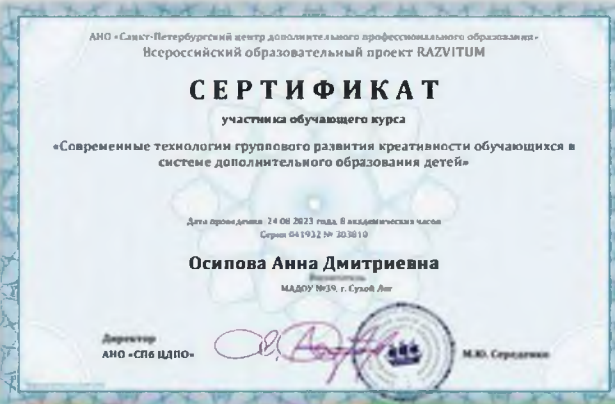 АНО «Санкт-Петербургский центр дополнительного профессионального образования»
Всероссийский образовательный проект RAZVITUM
СЕРТИФИКАТ
участника обучающего курса
«Современные технологии группового развития креативности обучающихся в
системе дополнительного образования детей»
Дата проведения: 24.08.2023 года, 8 академических часов
Серия 041932 № 303810
Осипова Анна Дмитриевна
МАДОУ №39, г. Сухой Лог
Директор
АНО «СПб ЦДПО»
М.Ю. Середенко